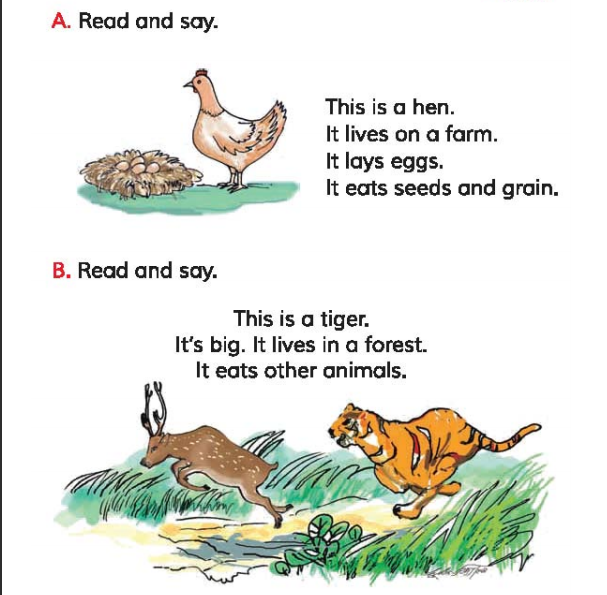 A. Read and say.
This is a hen.
It lives on a farm.
It lays eggs.
It eats seeds and grain.
B. Read and say.
This is a tiger.
It's big. It lives in a forest.
It eats other animals.